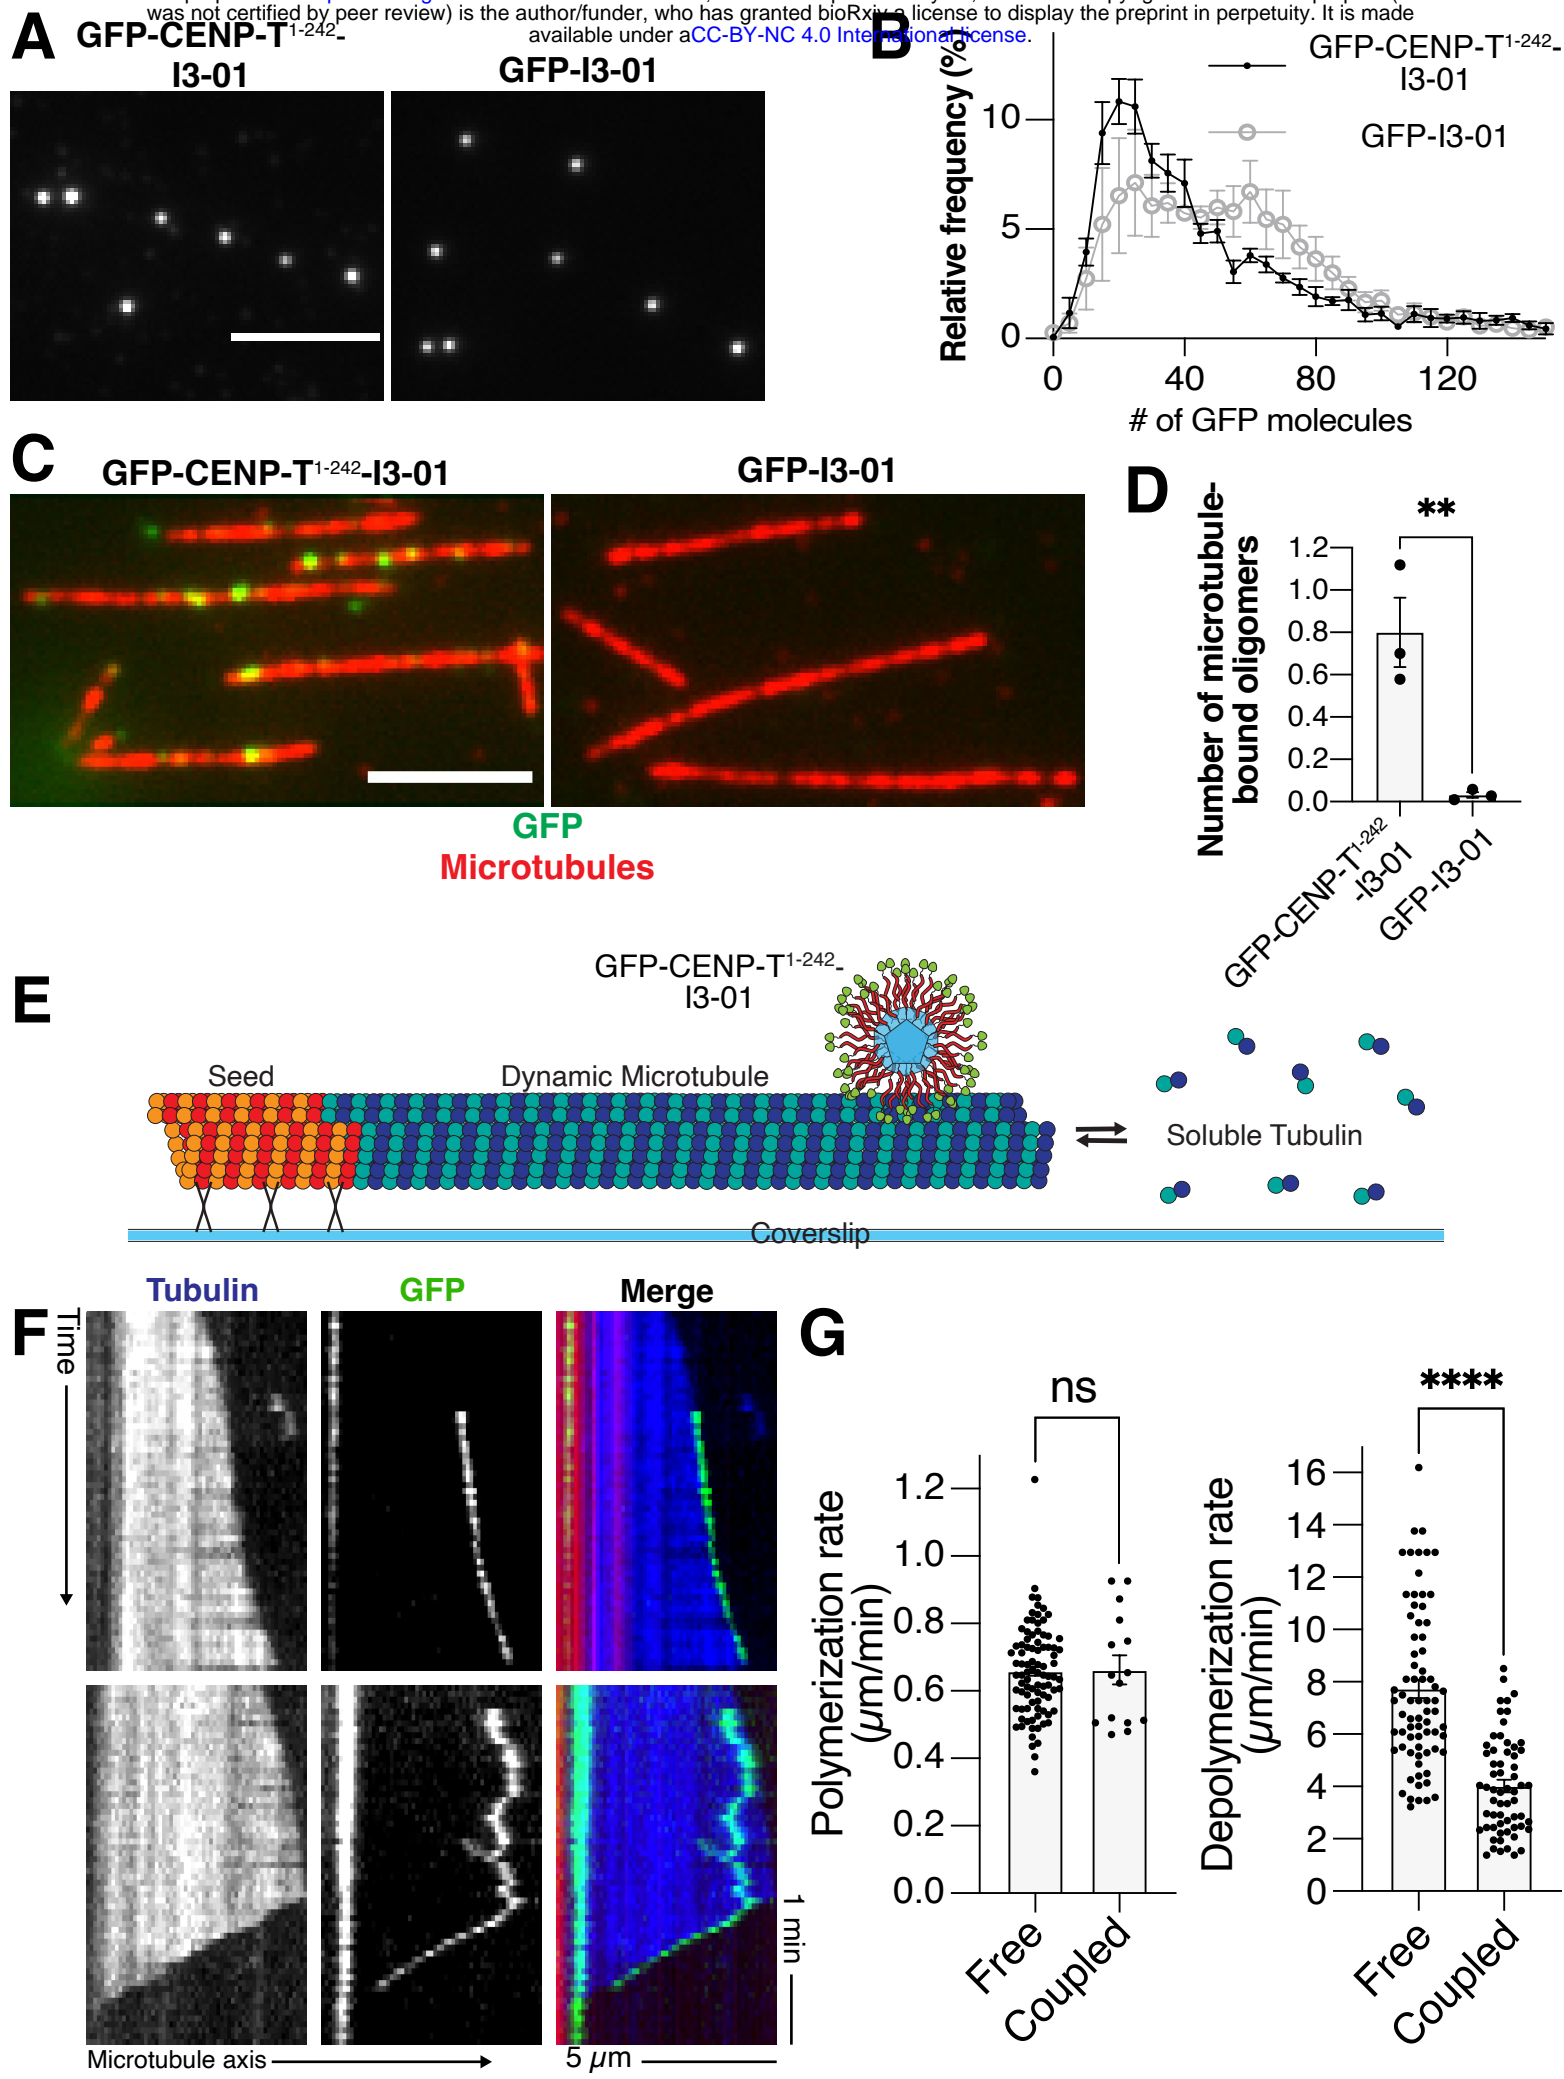 was not certified by peer review) is the author/funder, who has granted bioRxiv a license to display the preprint in perpetuity. It is made
available under aCC-BY-NC 4.0 International license.
A
GFP-CENP-T1-242-
I3-01
GFP-I3-01
B
Relative frequency (%)
10
5
0
0 40 80 120
# of GFP molecules
GFP-CENP-T1-242-
I3-01
GFP-I3-01
C
GFP-CENP-T1-242-I3-01
GFP-I3-01
GFP
Microtubules
D
Number of microtubule-
bound oligomers
**
1.2
1.0
0.8
0.6
0.4
0.2
0.0
GFP-CENP-T1-242
-I3-01
GFP-I3-01
E
GFP-CENP-T1-242-
I3-01
Seed
Dynamic Microtubule
Soluble Tubulin
Coverslip
F
Tubulin
GFP
Merge
Time
1 min
Microtubule axis
5 µm
G
ns
Polymerization rate
(µm/min)
1.2
1.0
0.8
0.6
0.4
0.2
0.0
Free
Coupled
****
Depolymerization rate
(µm/min)
16
14
12
10
8
6
4
2
0
Free
Coupled